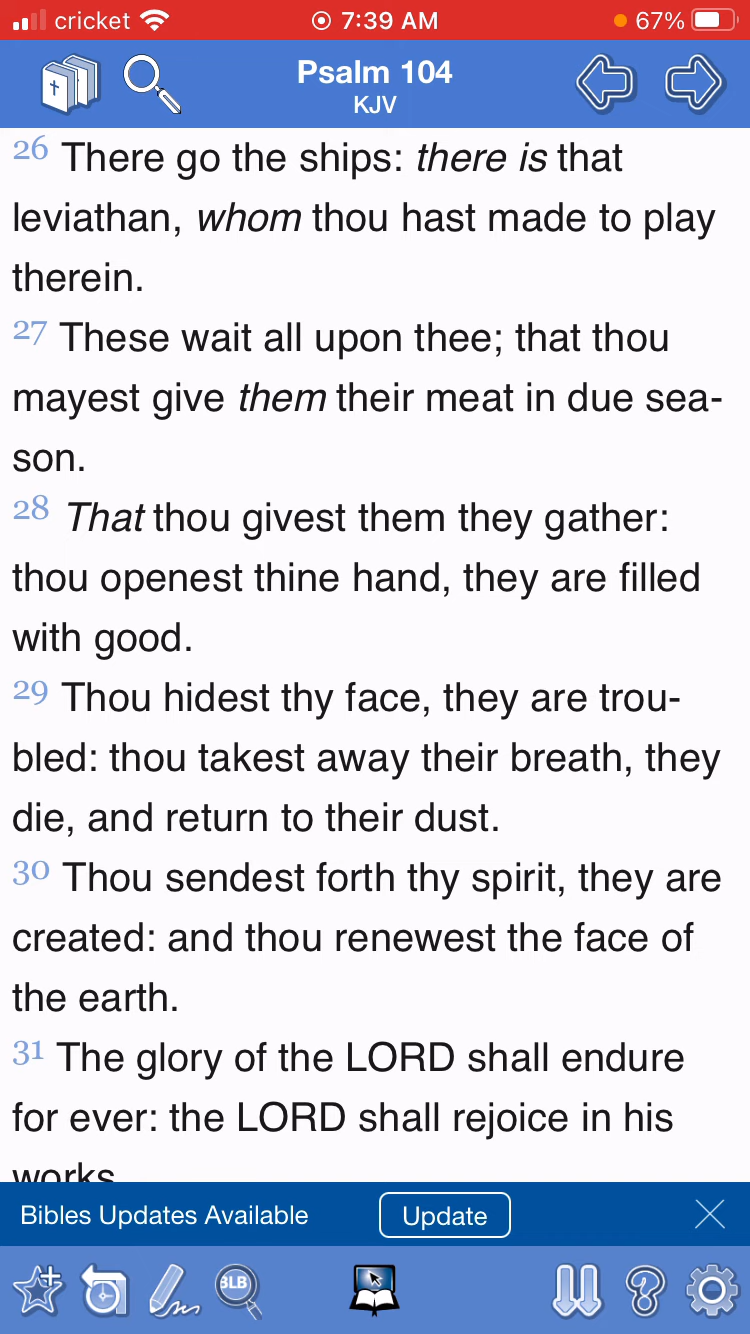 cricket 7:39 AM 67%
Psalm 104
KJV
26 There go the ships: there is that
leviathan, whom thou hast made to play
therein.
27 These wait all upon thee; that thou
mayest give them their meat in due sea-
son.
28 That thou givest them they gather:
thou openest thine hand, they are filled
with good.
29 Thou hidest thy face, they are trou-
bled: thou takest away their breath, they
die, and return to their dust.
30 Thou sendest forth thy spirit, they are
created: and thou renewest the face of
the earth.
31 The glory of the LORD shall endure
for ever: the LORD shall rejoice in his
works
Bibles Updates Available Update
BLB